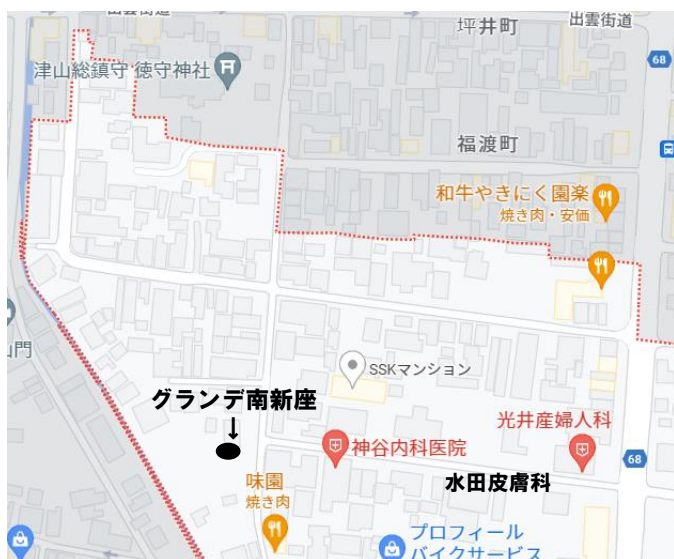 出雲街道
坪井町
出雲街道
68
津山総鎮守 徳守神社
福渡町
和牛やきにく園楽
焼き肉・安価
山門
SSKマンション
グランデ南新座
↓
光井産婦人科
神谷内科医院
68
水田皮膚科
味園
焼き肉
プロフィール
バイクサービス